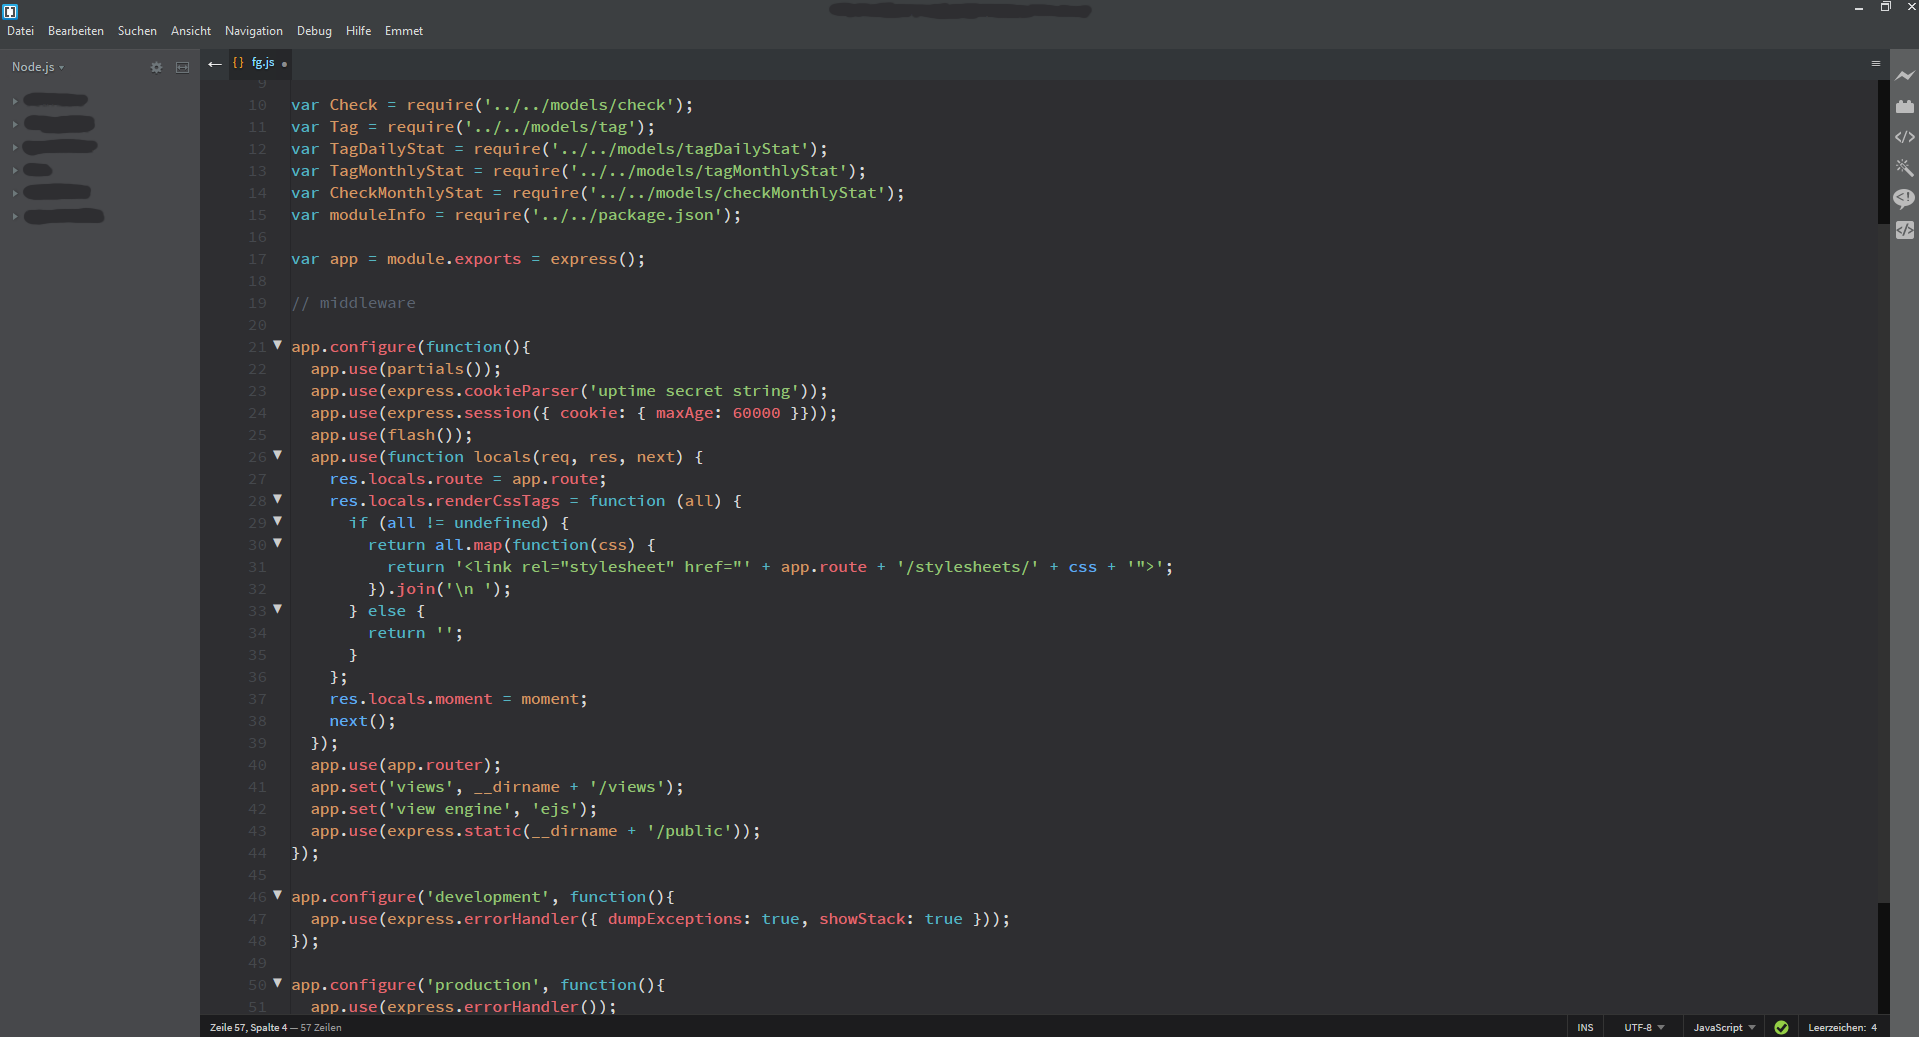 Datei Bearbeiten Suchen Ansicht Navigation Debug Hilfe Emmet
Node.js
{} fg.js
9
10 var Check = require('../../models/check');
11 var Tag = require('../../models/tag');
12 var TagDailyStat = require('../../models/tagDailyStat');
13 var TagMonthlyStat = require('../../models/tagMonthlyStat');
14 var CheckMonthlyStat = require('../../models/checkMonthlyStat');
15 var moduleInfo = require('../../package.json');
16
17 var app = module.exports = express();
18
19 // middleware
20
21 app.configure(function(){
22   app.use(partials());
23   app.use(express.cookieParser('uptime secret string'));
24   app.use(express.session({ cookie: { maxAge: 60000 }}));
25   app.use(flash());
26   app.use(function locals(req, res, next) {
27     res.locals.route = app.route;
28     res.locals.renderCssTags = function (all) {
29       if (all != undefined) {
30         return all.map(function(css) {
31           return '<link rel="stylesheet" href="' + app.route + '/stylesheets/' + css + '">';
32         }).join('\n ');
33       } else {
34         return '';
35       }
36     };
37     res.locals.moment = moment;
38     next();
39   });
40   app.use(app.router);
41   app.set('views', __dirname + '/views');
42   app.set('view engine', 'ejs');
43   app.use(express.static(__dirname + '/public'));
44 });
45
46 app.configure('development', function(){
47   app.use(express.errorHandler({ dumpExceptions: true, showStack: true }));
48 });
49
50 app.configure('production', function(){
51   app.use(express.errorHandler());
Zeile 57, Spalte 4 — 57 Zeilen INS UTF-8 JavaScript Leerzeichen: 4